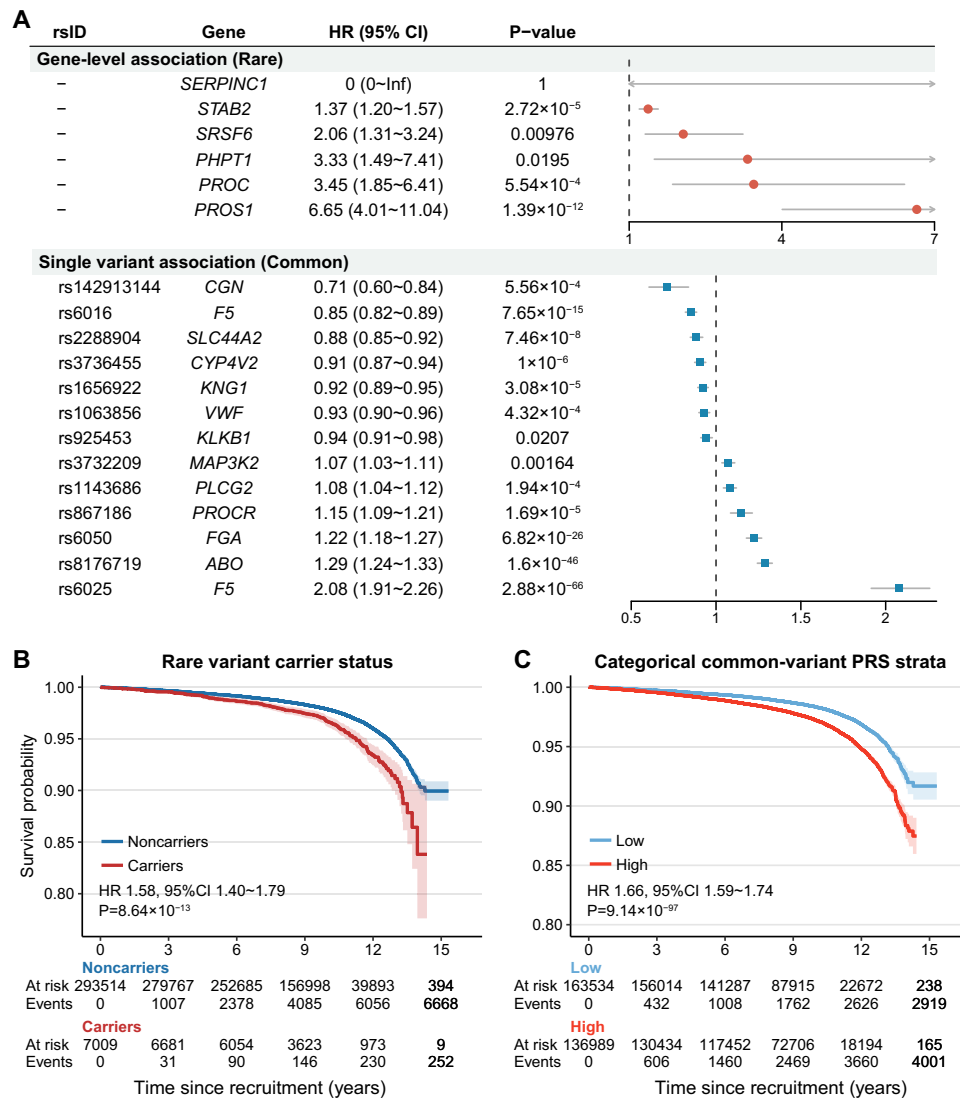 A
rsID Gene HR (95% CI) P−value
Gene-level association (Rare)
− SERPINC1 0 (0~Inf) 1
− STAB2 1.37 (1.20~1.57) 2.72×10⁻⁵
− SRSF6 2.06 (1.31~3.24) 0.00976
− PHPT1 3.33 (1.49~7.41) 0.0195
− PROC 3.45 (1.85~6.41) 5.54×10⁻⁴
− PROS1 6.65 (4.01~11.04) 1.39×10⁻¹²
1 4 7
Single variant association (Common)
rs142913144 CGN 0.71 (0.60~0.84) 5.56×10⁻⁴
rs6016 F5 0.85 (0.82~0.89) 7.65×10⁻¹⁵
rs2288904 SLC44A2 0.88 (0.85~0.92) 7.46×10⁻⁸
rs3736455 CYP4V2 0.91 (0.87~0.94) 1×10⁻⁶
rs1656922 KNG1 0.92 (0.89~0.95) 3.08×10⁻⁵
rs1063856 VWF 0.93 (0.90~0.96) 4.32×10⁻⁴
rs925453 KLKB1 0.94 (0.91~0.98) 0.0207
rs3732209 MAP3K2 1.07 (1.03~1.11) 0.00164
rs1143686 PLCG2 1.08 (1.04~1.12) 1.94×10⁻⁴
rs867186 PROCR 1.15 (1.09~1.21) 1.69×10⁻⁵
rs6050 FGA 1.22 (1.18~1.27) 6.82×10⁻²⁶
rs8176719 ABO 1.29 (1.24~1.33) 1.6×10⁻⁴⁶
rs6025 F5 2.08 (1.91~2.26) 2.88×10⁻⁶⁶
0.5 1 1.5 2
B
Rare variant carrier status
Survival probability
1.00
0.95
0.90
0.85
0.80
Noncarriers
Carriers
HR 1.58, 95%CI 1.40~1.79
P=8.64×10⁻¹³
0 3 6 9 12 15
Noncarriers
At risk 293514 279767 252685 156998 39893 394
Events 0 1007 2378 4085 6056 6668
Carriers
At risk 7009 6681 6054 3623 973 9
Events 0 31 90 146 230 252
Time since recruitment (years)
C
Categorical common-variant PRS strata
1.00
0.95
0.90
0.85
0.80
Low
High
HR 1.66, 95%CI 1.59~1.74
P=9.14×10⁻⁹⁷
0 3 6 9 12 15
Low
At risk 163534 156014 141287 87915 22672 238
Events 0 432 1008 1762 2626 2919
High
At risk 136989 130434 117452 72706 18194 165
Events 0 606 1460 2469 3660 4001
Time since recruitment (years)